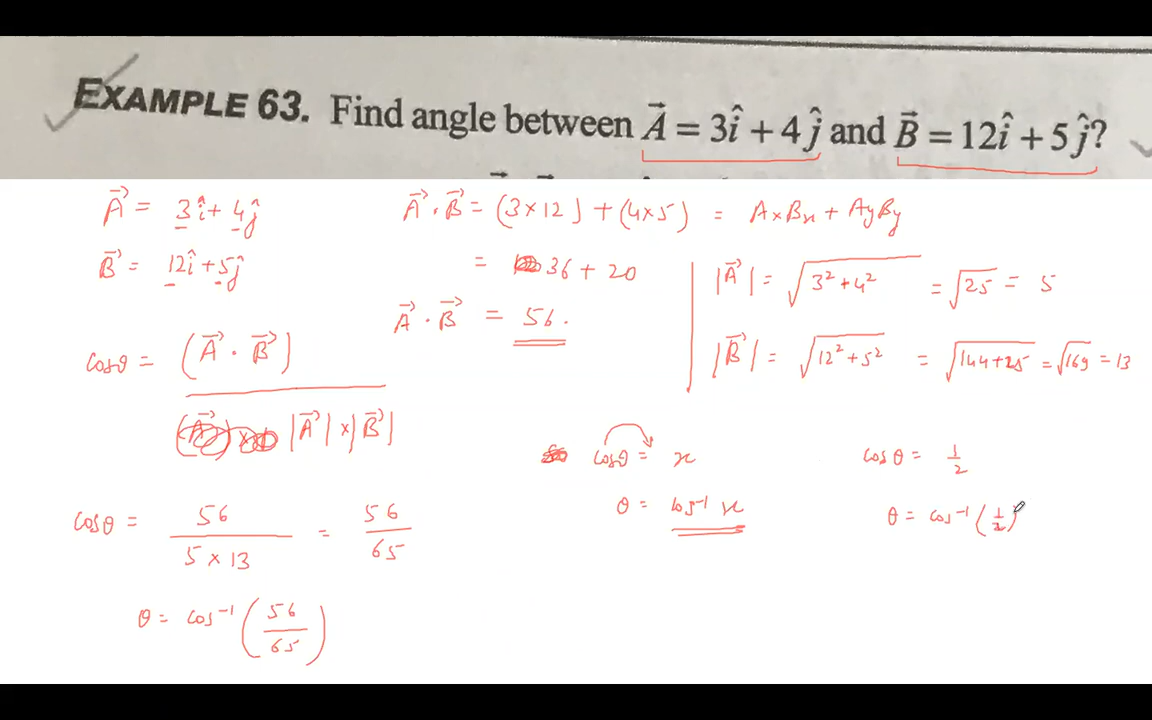 EXAMPLE 63. Find angle between A⃗ = 3î + 4ĵ and B⃗ = 12î + 5ĵ?
A⃗ = 3î + 4ĵ
B⃗ = 12î + 5ĵ
A⃗ · B⃗ = (3 × 12) + (4 × 5) = AxBx + AyBy
= 36 + 20
A⃗ · B⃗ = 56.
|A⃗| = √(3² + 4²) = √25 = 5
|B⃗| = √(12² + 5²) = √(144+25) = √169 = 13
cosθ = (A⃗ · B⃗)
|A⃗| × |B⃗|
cosθ = 56 / (5 × 13) = 56 / 65
θ = cos⁻¹ (56 / 65)
cosθ = x
θ = cos⁻¹ x
cosθ = 1/2
θ = cos⁻¹ (1/2)